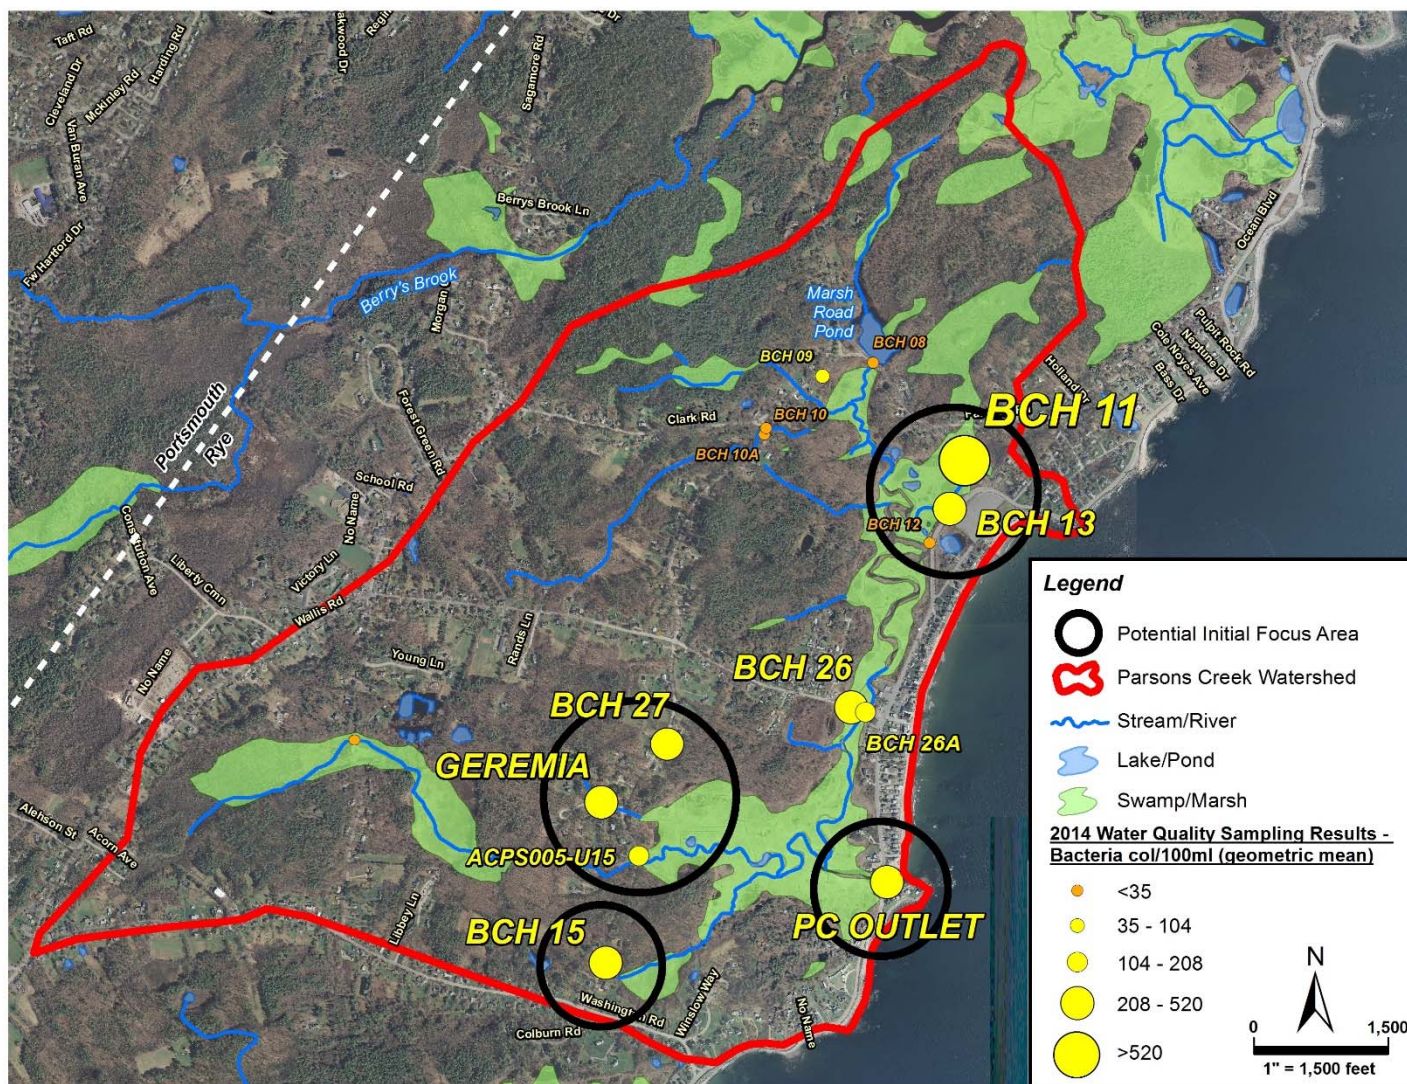 Taft Rd
Cleveland Dr
Mckinley Rd
Harding Rd
Van Buran Ave
Fw Hartford Dr
Sagamore Rd
Berrys Brook Ln
Berry's Brook
Morgan
Portsmouth
Rye
Forest Green Rd
School Rd
No Name
Victory Ln
Constitution Ave
Liberty Cmn
Wallis Rd
No Name
Young Ln
Rands Ln
Clark Rd
Marsh
Road
Pond
BCH 09
BCH 08
BCH 10
BCH 10A
BCH 11
BCH 13
BCH 12
Ocean Blvd
Pulpit Rock Rd
Neptune Dr
Cole Noyes Ave
Bass Dr
BCH 26
BCH 26A
BCH 27
GEREMIA
ACPS005-U15
BCH 15
PC OUTLET
Alehson St
Acorn Ave
Libbey Ln
Washington Rd
Colburn Rd
Winslow Way
No Name
Legend
Potential Initial Focus Area
Parsons Creek Watershed
Stream/River
Lake/Pond
Swamp/Marsh
2014 Water Quality Sampling Results -
Bacteria col/100ml (geometric mean)
<35
35 - 104
104 - 208
208 - 520
>520
N
0 1,500
1" = 1,500 feet